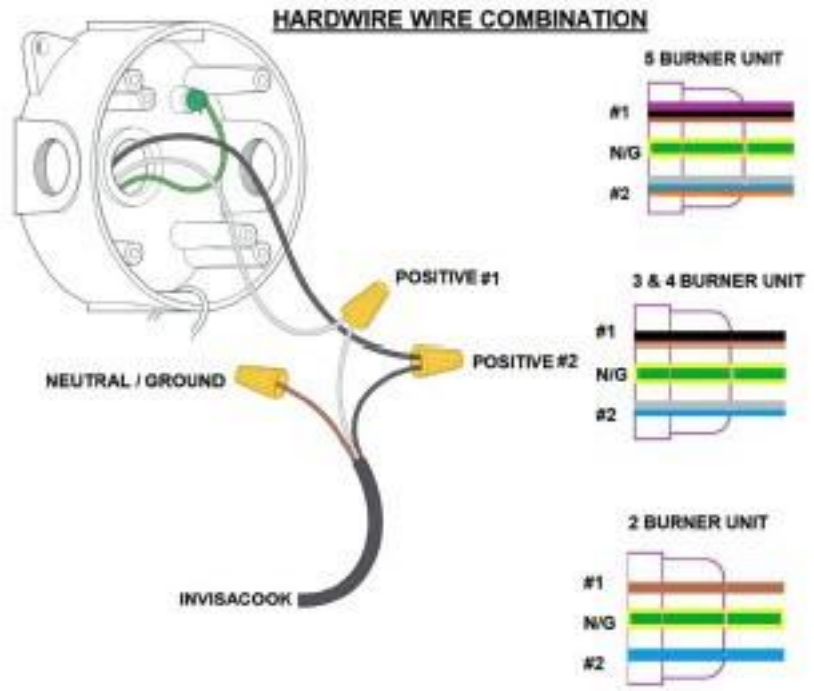 HARDWIRE WIRE COMBINATION
5 BURNER UNIT
#1
N/G
#2
POSITIVE #1
POSITIVE #2
NEUTRAL / GROUND
INVISACOOK
3 & 4 BURNER UNIT
#1
N/G
#2
2 BURNER UNIT
#1
N/G
#2